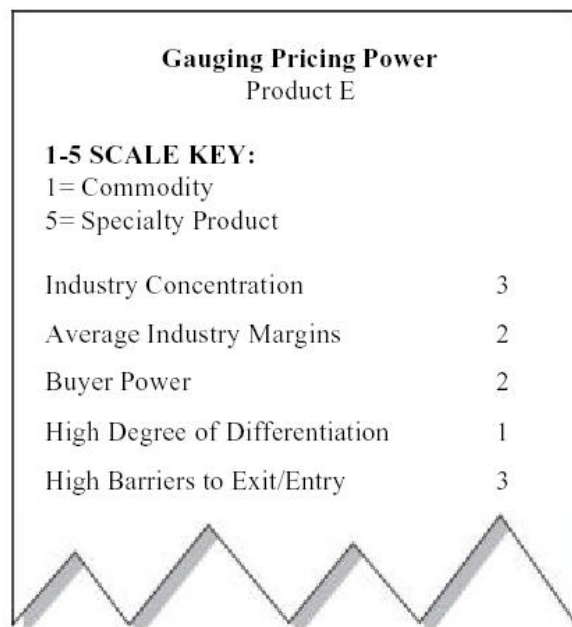 Gauging Pricing Power
Product E
1-5 SCALE KEY:
1= Commodity
5= Specialty Product
Industry Concentration 3
Average Industry Margins 2
Buyer Power 2
High Degree of Differentiation 1
High Barriers to Exit/Entry 3